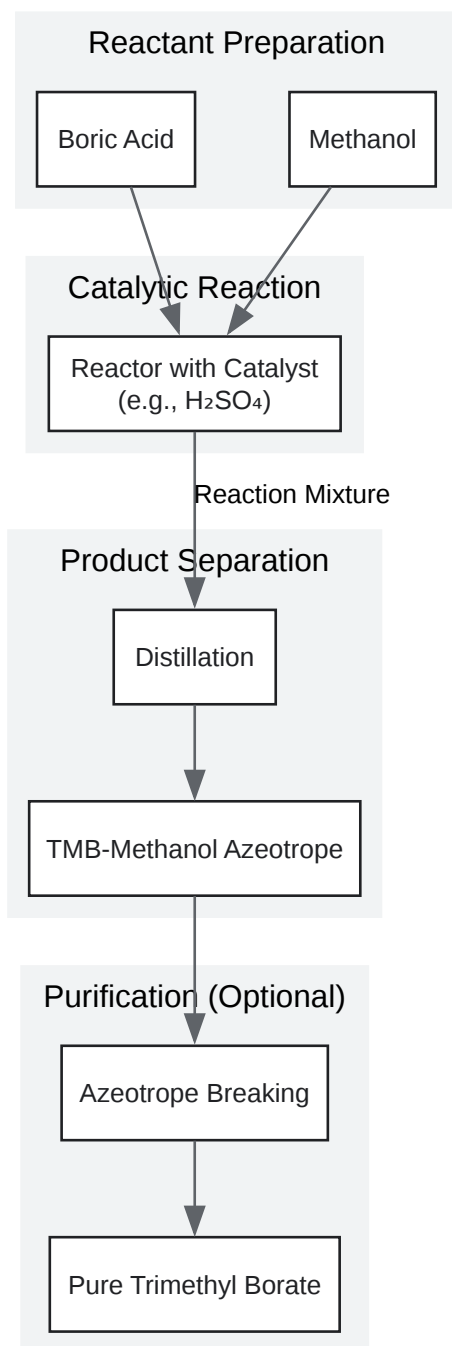 Reactant Preparation
Boric Acid
Methanol
Catalytic Reaction
Reactor with Catalyst
(e.g., H₂SO₄)
Reaction Mixture
Product Separation
Distillation
TMB-Methanol Azeotrope
Purification (Optional)
Azeotrope Breaking
Pure Trimethyl Borate